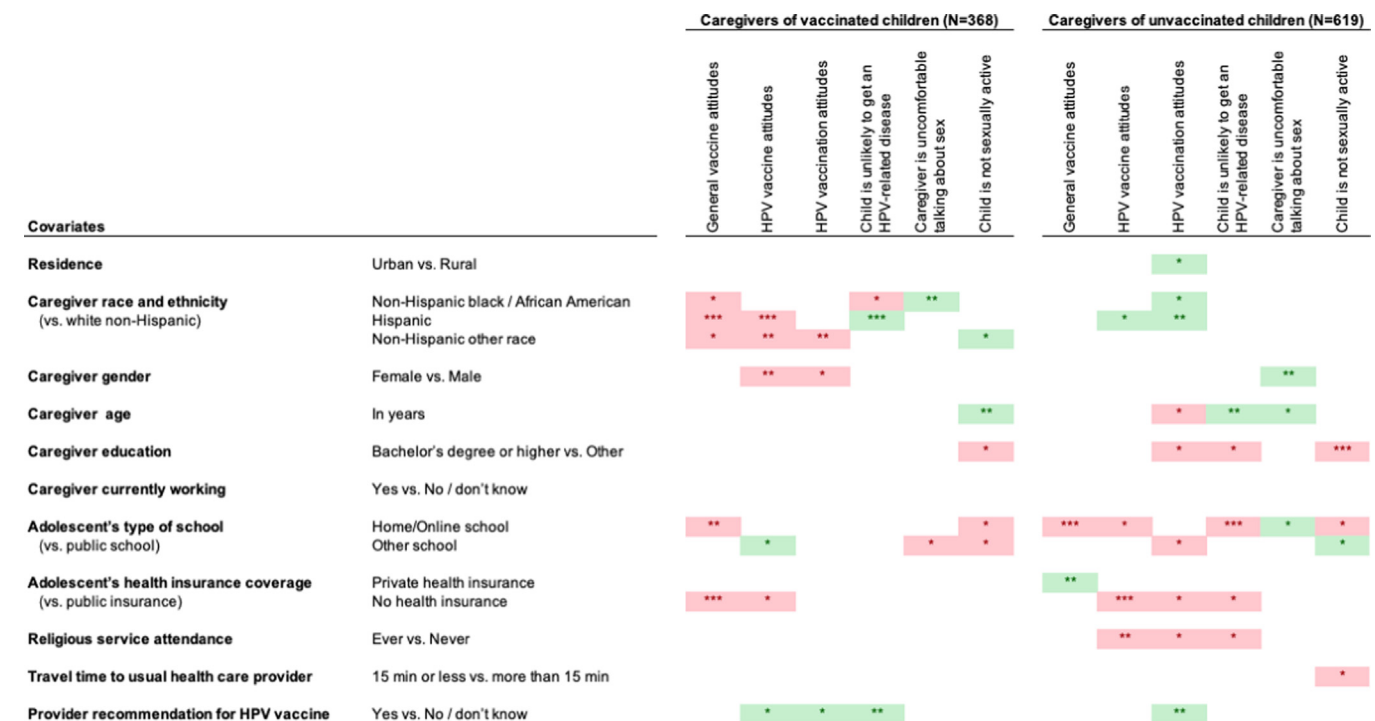 Caregivers of vaccinated children (N=368) Caregivers of unvaccinated children (N=619)
General vaccine attitudes
HPV vaccine attitudes
HPV vaccination attitudes
Child is unlikely to get an
HPV-related disease
Caregiver is uncomfortable
talking about sex
Child is not sexually active
General vaccine attitudes
HPV vaccine attitudes
HPV vaccination attitudes
Child is unlikely to get an
HPV-related disease
Caregiver is uncomfortable
talking about sex
Child is not sexually active
Covariates
Residence Urban vs. Rural *
Caregiver race and ethnicity Non-Hispanic black / African American * * ** *
(vs. white non-Hispanic) Hispanic *** *** *** * **
Non-Hispanic other race * ** ** *
Caregiver gender Female vs. Male ** * **
Caregiver age In years ** * ** *
Caregiver education Bachelor's degree or higher vs. Other * * * ***
Caregiver currently working Yes vs. No / don't know
Adolescent's type of school Home/Online school ** * *** * *** * *
(vs. public school) Other school * * * * *
Adolescent's health insurance coverage Private health insurance **
(vs. public insurance) No health insurance *** * *** * *
Religious service attendance Ever vs. Never ** * *
Travel time to usual health care provider 15 min or less vs. more than 15 min *
Provider recommendation for HPV vaccine Yes vs. No / don't know * * ** **